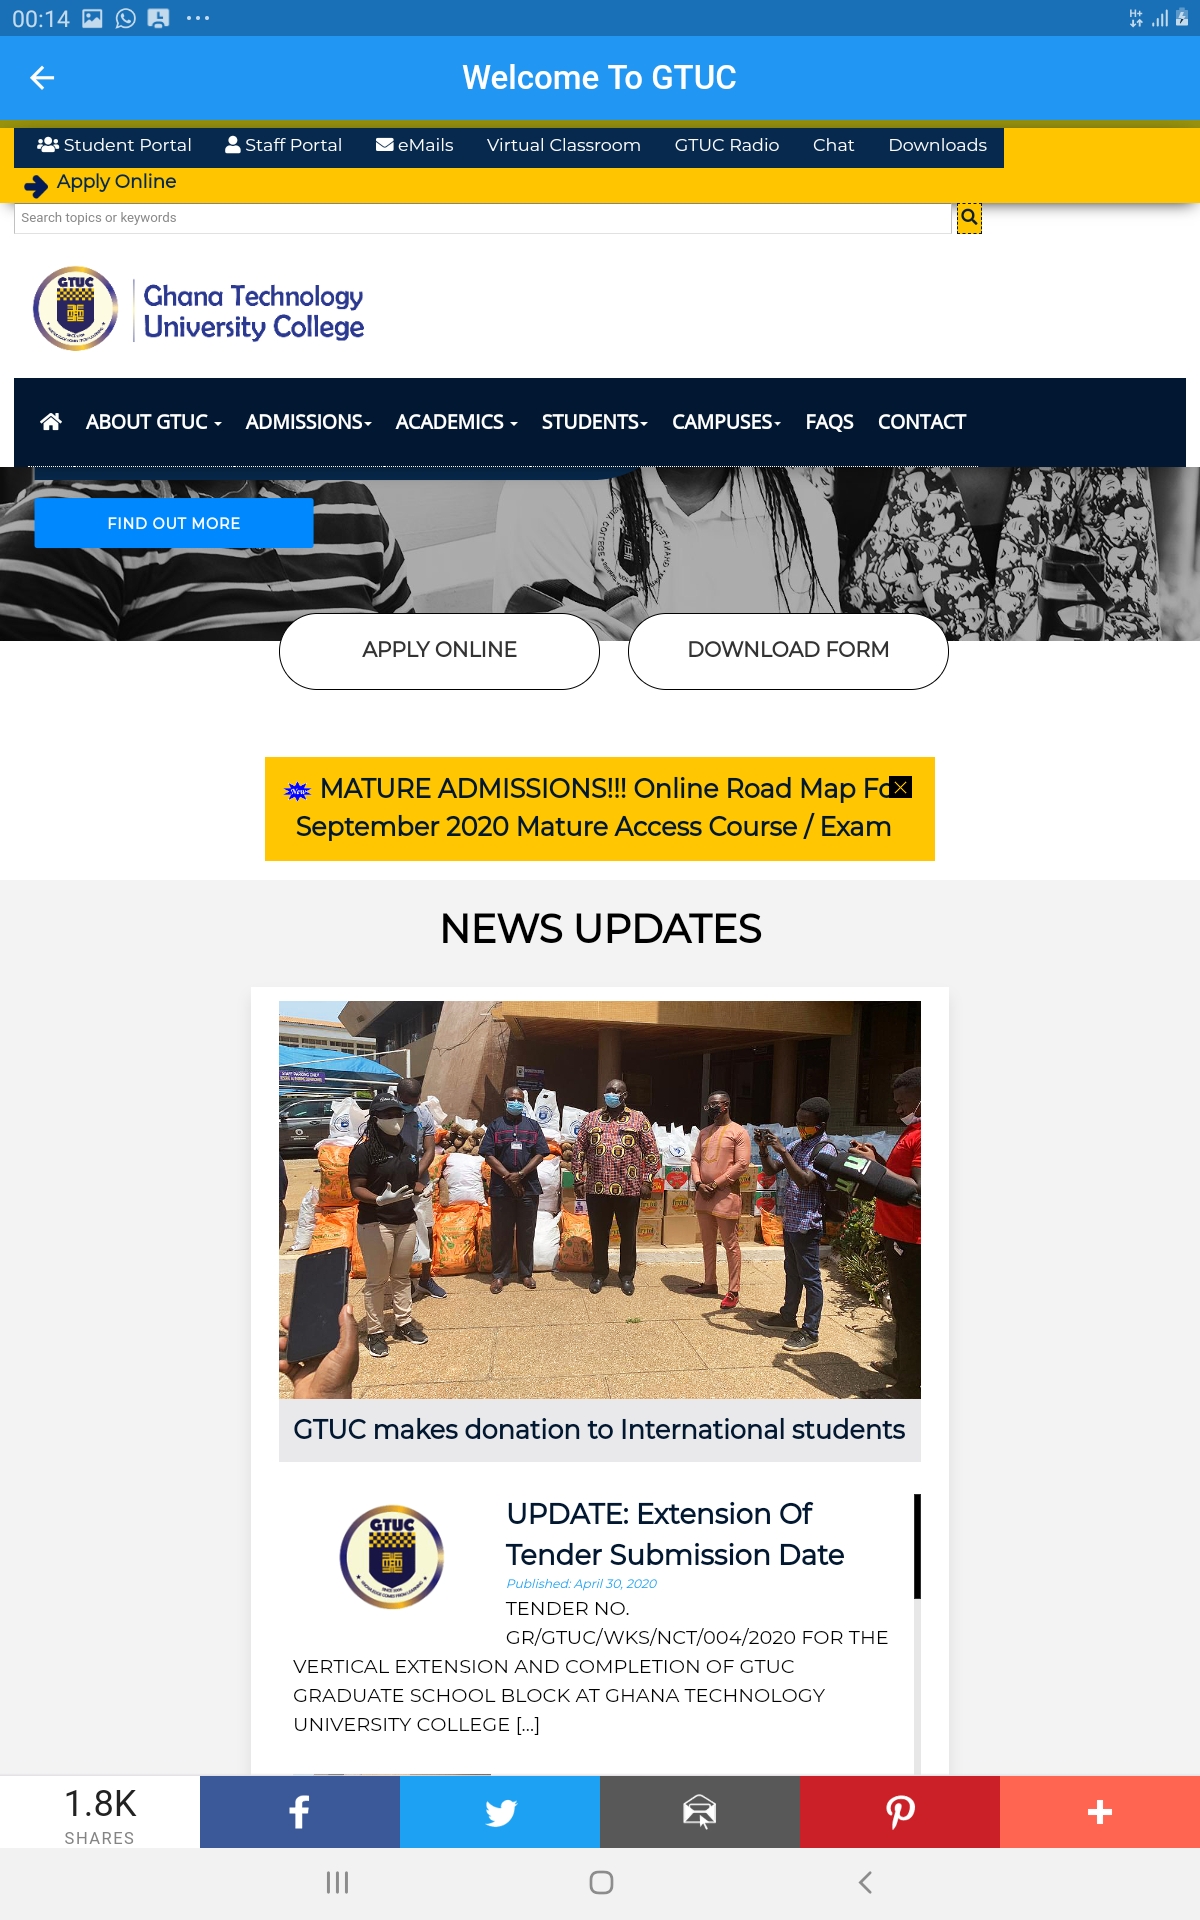 00:14
Welcome To GTUC
Student Portal Staff Portal eMails Virtual Classroom GTUC Radio Chat Downloads
Apply Online
Search topics or keywords
GTUC
Ghana Technology
University College
ABOUT GTUC ADMISSIONS ACADEMICS STUDENTS CAMPUSES FAQS CONTACT
FIND OUT MORE
APPLY ONLINE DOWNLOAD FORM
New MATURE ADMISSIONS!!! Online Road Map Fo
September 2020 Mature Access Course / Exam
NEWS UPDATES
GTUC makes donation to International students
GTUC
UPDATE: Extension Of
Tender Submission Date
Published: April 30, 2020
TENDER NO.
GR/GTUC/WKS/NCT/004/2020 FOR THE
VERTICAL EXTENSION AND COMPLETION OF GTUC
GRADUATE SCHOOL BLOCK AT GHANA TECHNOLOGY
UNIVERSITY COLLEGE [...]
1.8K
SHARES